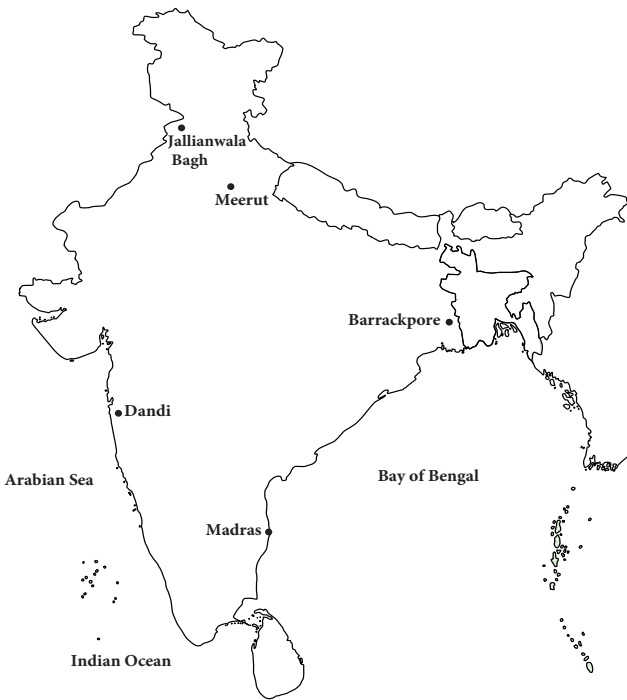 Jallianwala
Bagh
Meerut
Barrackpore
Dandi
Arabian Sea
Bay of Bengal
Madras
Indian Ocean